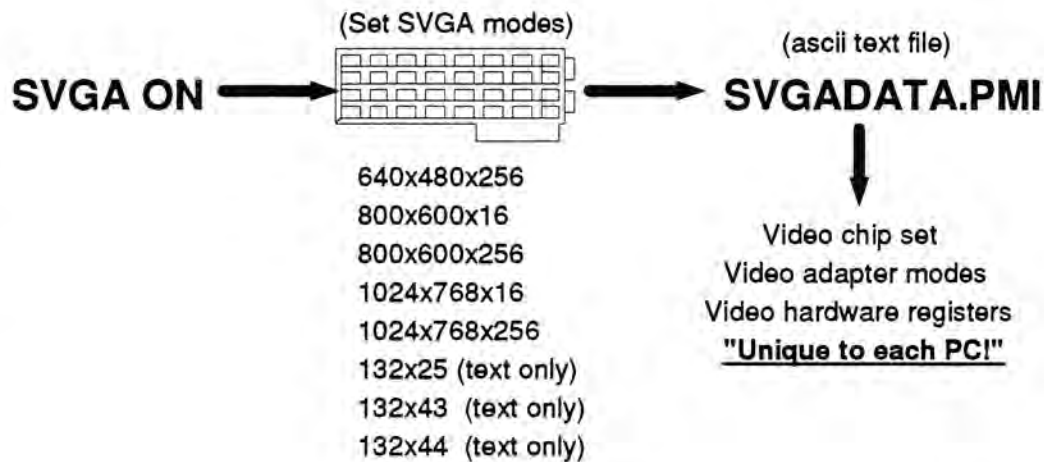 (Set SVGA modes)
(ascii text file)
SVGA ON
SVGADATA.PMI
640x480x256
800x600x16
800x600x256
1024x768x16
1024x768x256
132x25 (text only)
132x43 (text only)
132x44 (text only)
Video chip set
Video adapter modes
Video hardware registers
"Unique to each PC!"